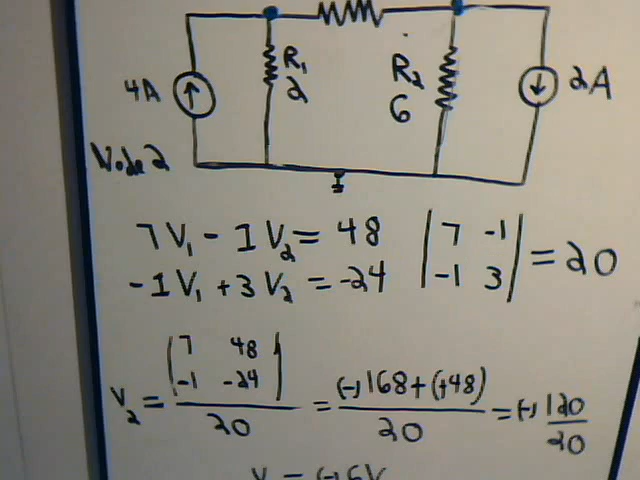 4A
R1
2
R2
6
2A
Node 2
7V1 - 1V2 = 48
-1V1 + 3V2 = -24
|7 -1|
|-1 3| = 20
V2 = |7 48|
|-1 -24|
20
= (-)168+(+48)
20
= (-)120
20
V = (-)6V